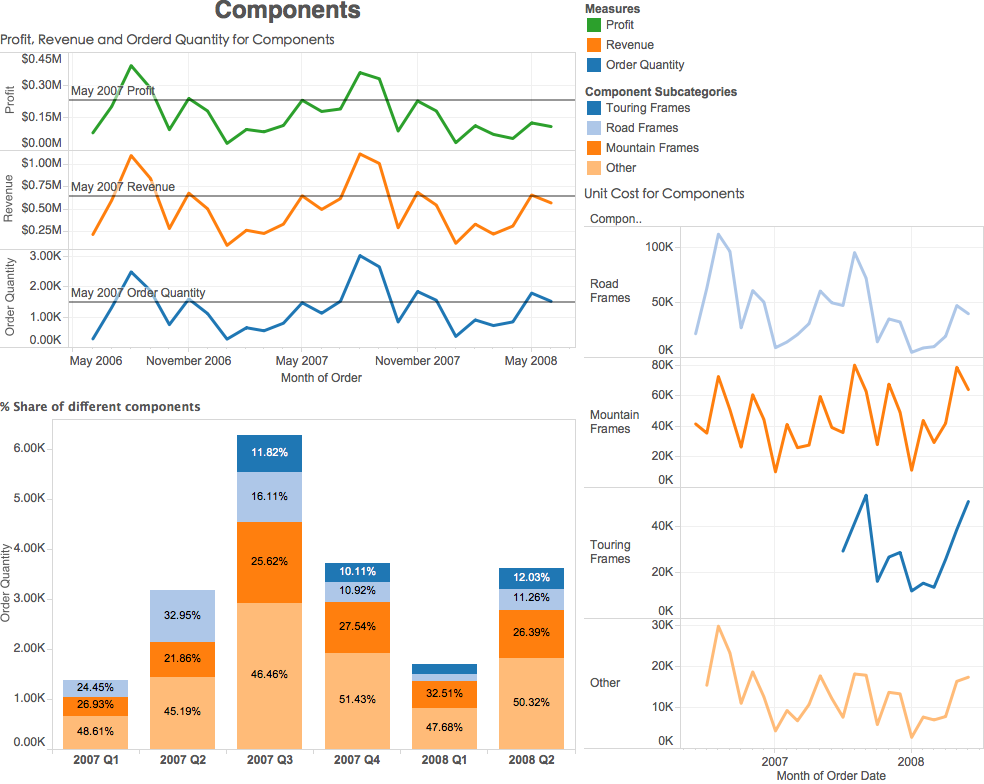 Components
Profit, Revenue and Orderd Quantity for Components
$0.45M
$0.30M
$0.15M
$0.00M
Profit
May 2007 Profit
$1.00M
$0.75M
$0.50M
$0.25M
Revenue
May 2007 Revenue
3.00K
2.00K
1.00K
0.00K
Order Quantity
May 2007 Order Quantity
May 2006
November 2006
May 2007
November 2007
May 2008
Month of Order
% Share of different components
6.00K
5.00K
4.00K
3.00K
2.00K
1.00K
0.00K
Order Quantity
24.45%
26.93%
48.61%
32.95%
21.86%
45.19%
11.82%
16.11%
25.62%
46.46%
10.11%
10.92%
27.54%
51.43%
32.51%
47.68%
12.03%
11.26%
26.39%
50.32%
2007 Q1
2007 Q2
2007 Q3
2007 Q4
2008 Q1
2008 Q2
Measures
Profit
Revenue
Order Quantity
Component Subcategories
Touring Frames
Road Frames
Mountain Frames
Other
Unit Cost for Components
Compon..
Road
Frames
100K
50K
0K
Mountain
Frames
80K
60K
40K
20K
0K
Touring
Frames
40K
20K
0K
Other
30K
20K
10K
0K
2007
2008
Month of Order Date